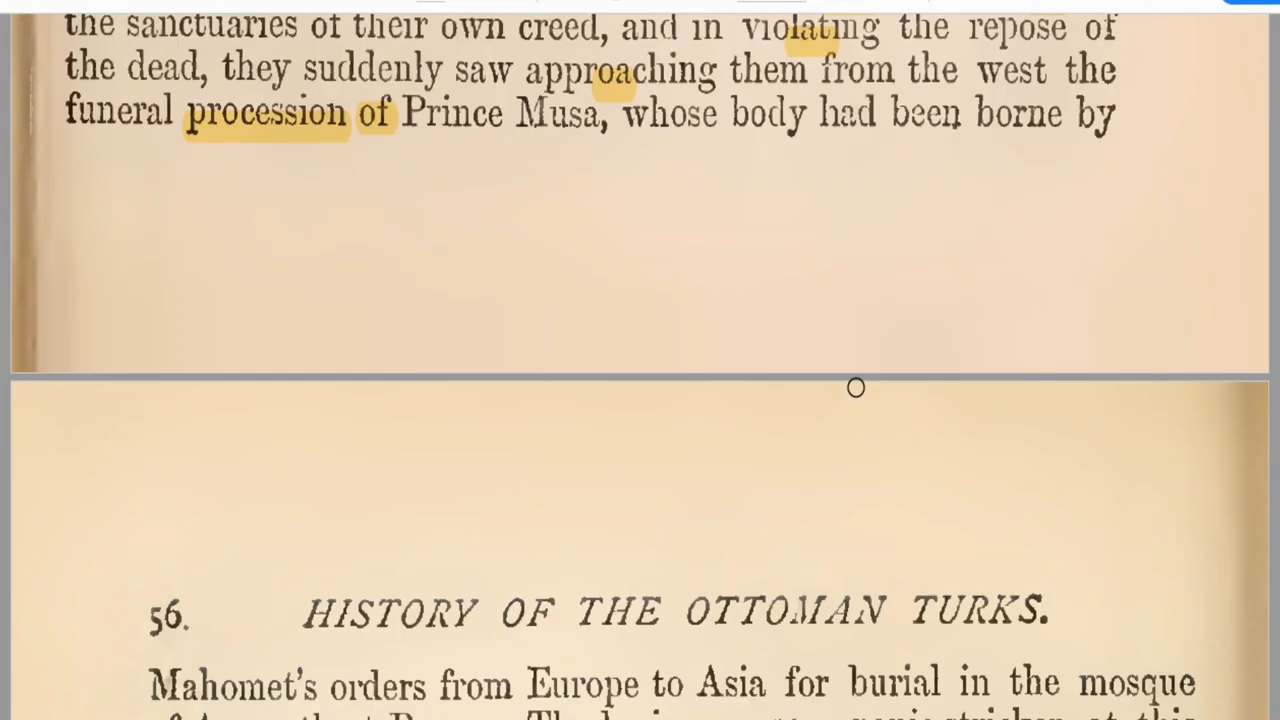 the sanctuaries of their own creed, and in violating the repose of
the dead, they suddenly saw approaching them from the west the
funeral procession of Prince Musa, whose body had been borne by
56. HISTORY OF THE OTTOMAN TURKS.
Mahomet's orders from Europe to Asia for burial in the mosque